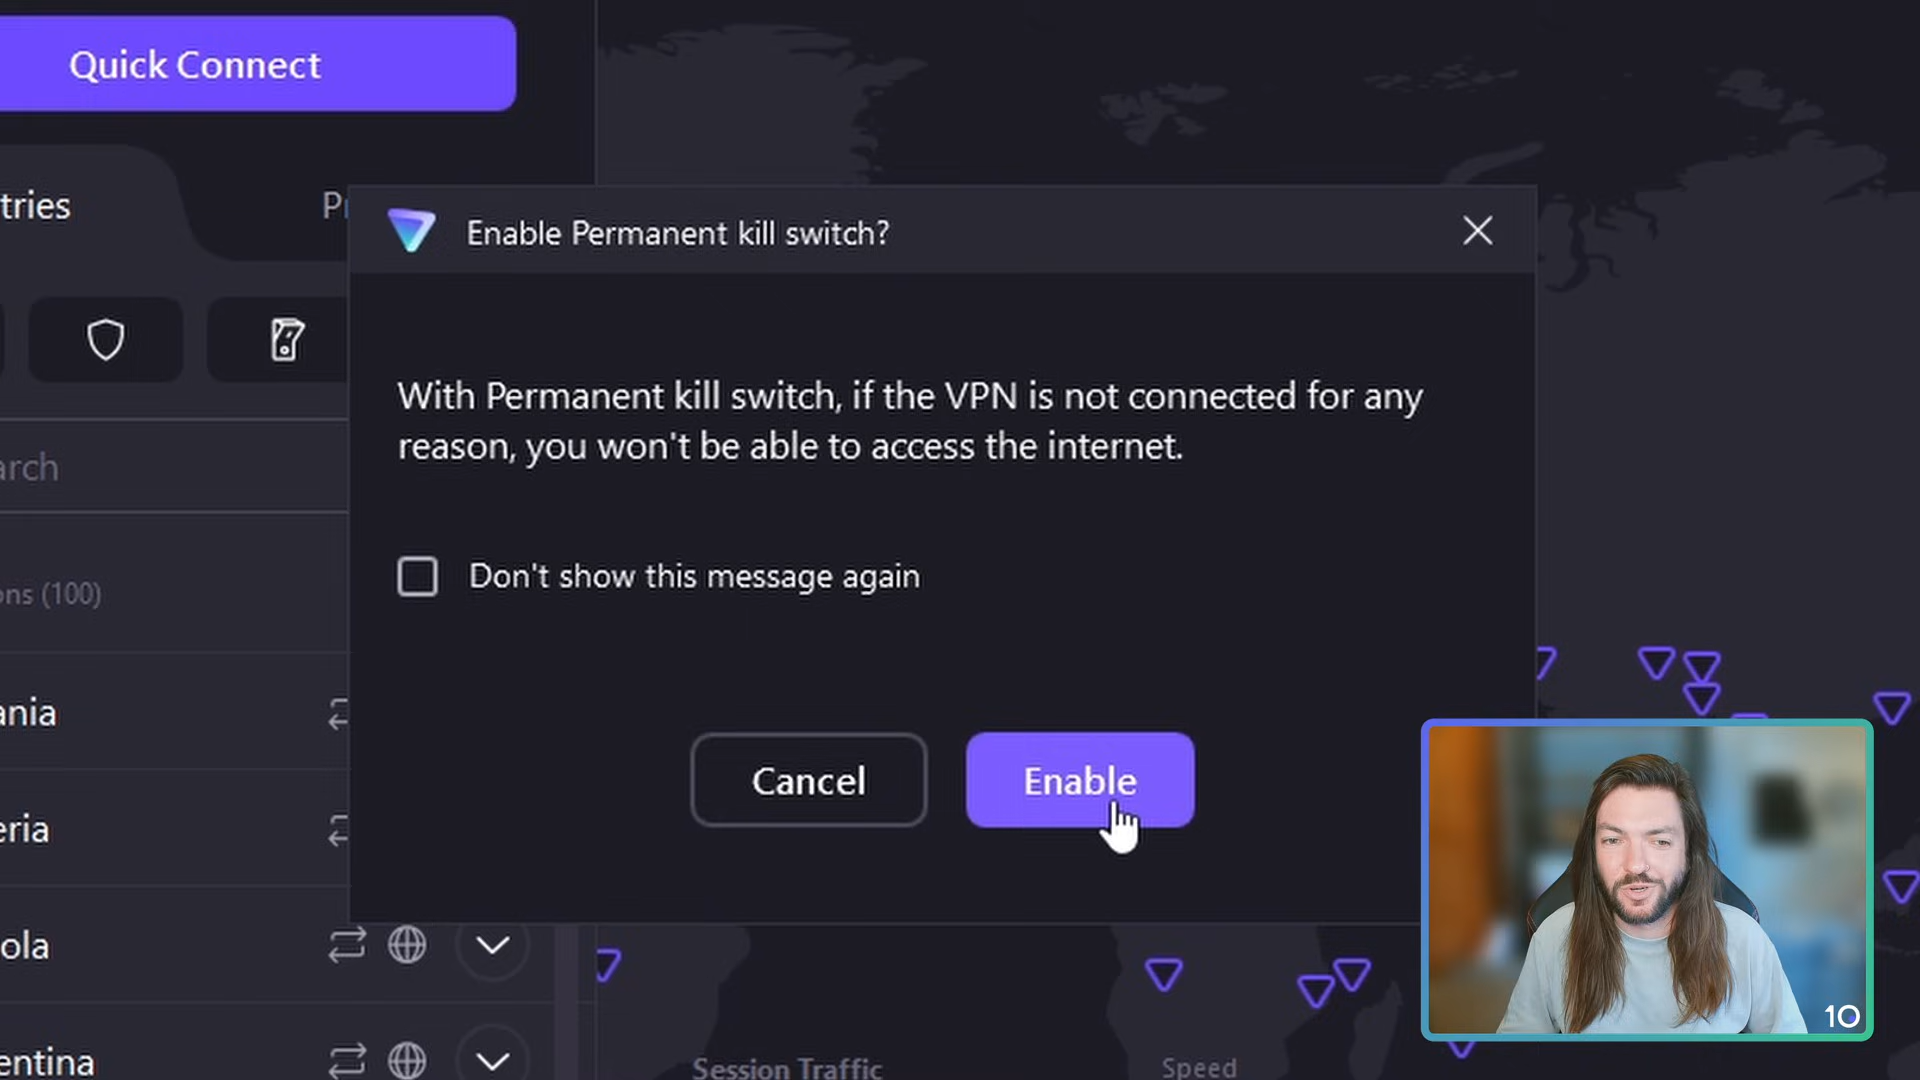 Quick Connect
tries
Enable Permanent kill switch?
With Permanent kill switch, if the VPN is not connected for any
reason, you won't be able to access the internet.
arch
Don't show this message again
ons (100)
ania
Cancel
Enable
eria
ola
entina
Session Traffic
Speed
10